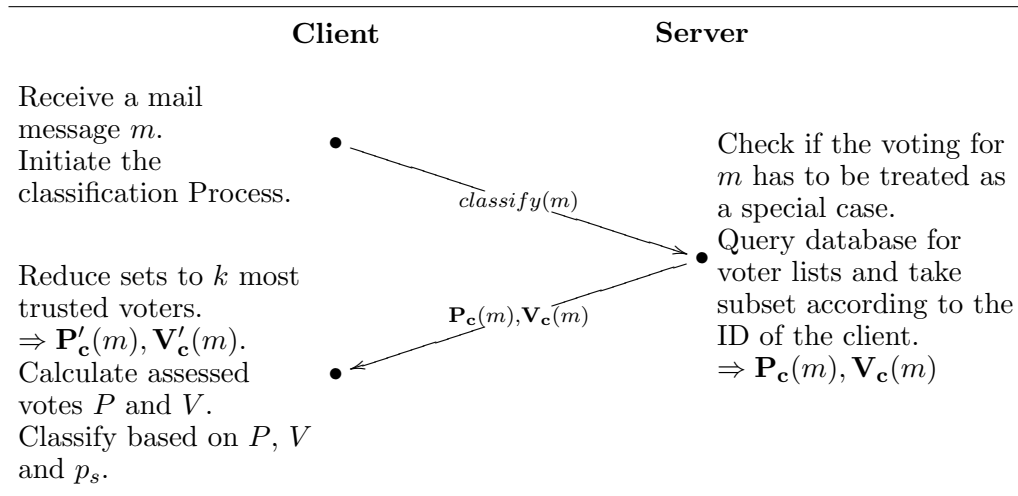 Client
Server
Receive a mail
message m.
Initiate the
classification Process.
classify(m)
Check if the voting for
m has to be treated as
a special case.
Query database for
voter lists and take
subset according to the
ID of the client.
⇒ P_c(m), V_c(m)
P_c(m),V_c(m)
Reduce sets to k most
trusted voters.
⇒ P′_c(m), V′_c(m).
Calculate assessed
votes P and V.
Classify based on P, V
and p_s.